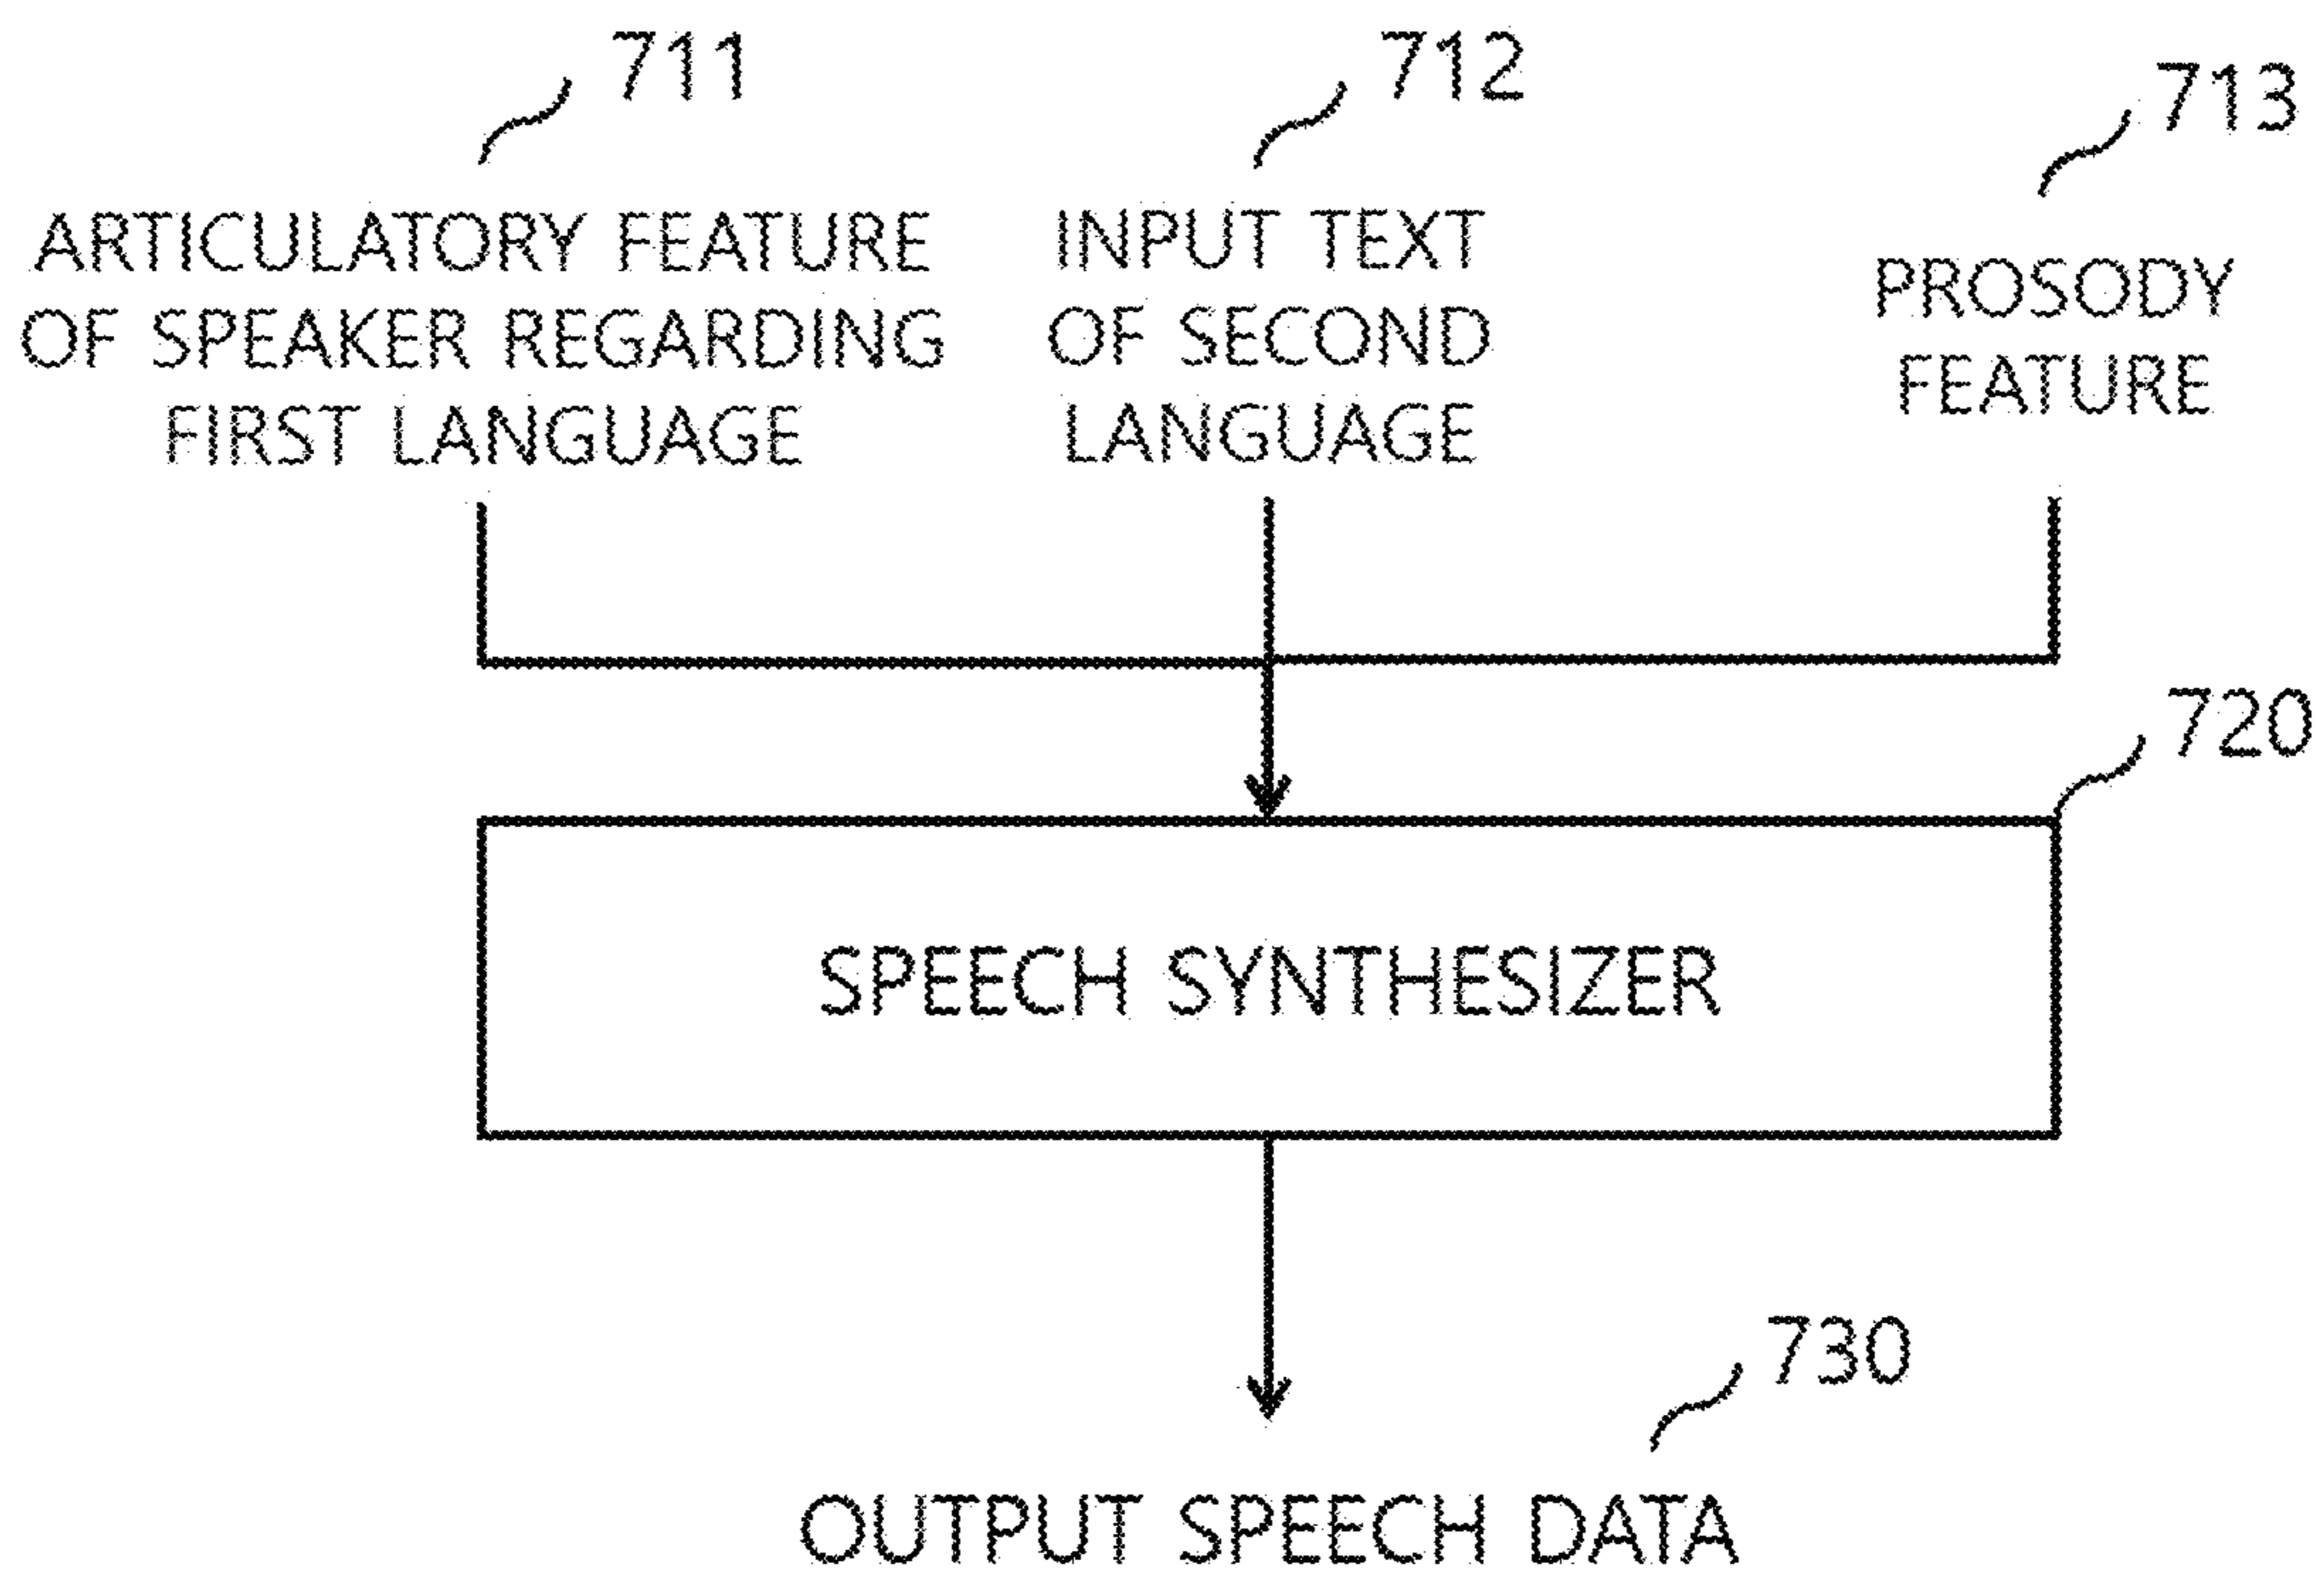 711
ARTICULATORY FEATURE
OF SPEAKER REGARDING
FIRST LANGUAGE
712
INPUT TEXT
OF SECOND
LANGUAGE
713
PROSODY
FEATURE
720
SPEECH SYNTHESIZER
730
OUTPUT SPEECH DATA